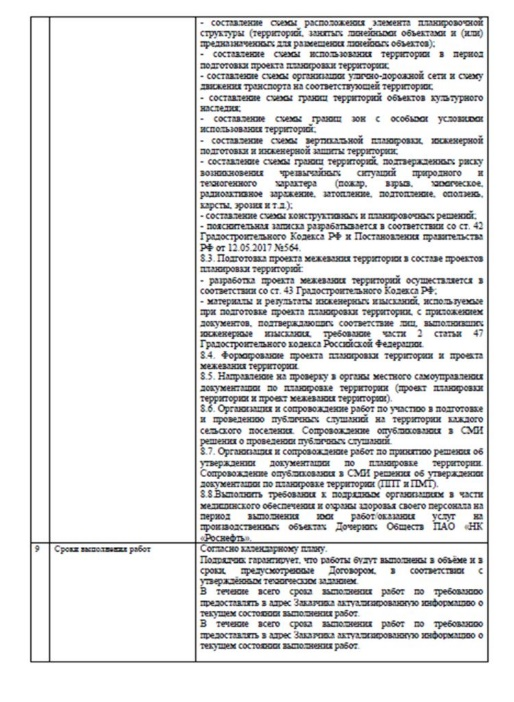 - составление схемы расположения элемента планировочной
структуры (территорий, занятых линейными объектами и (или)
предназначенных для размещения линейных объектов);
- составление схемы использования территории в период
подготовки проекта планировки территории;
- составление схемы организации улично-дорожной сети и схему
движения транспорта на соответствующей территории;
- составление схемы границ территорий объектов культурного
наследия;
- составление схемы границ зон с особыми условиями
использования территорий;
- составление схемы вертикальной планировки, инженерной
подготовки и инженерной защиты территории;
- составление схемы границ территорий, подтвержденных риску
возникновения чрезвычайных ситуаций природного и
техногенного характера (пожар, взрыв, химическое,
радиоактивное заражение, затопление, подтопление, оползень,
карсты, эрозия и т.д.);
- составление схемы конструктивных и планировочных решений;
- пояснительная записка разрабатывается в соответствии со ст. 42
Градостроительного Кодекса РФ и Постановления правительства
РФ от 12.05.2017 №564.
8.3. Подготовка проекта межевания территории в составе проектов
планировки территорий:
- разработка проекта межевания территорий осуществляется в
соответствии со ст. 43 Градостроительного Кодекса РФ;
- материалы и результаты инженерных изысканий, используемые
при подготовке проекта планировки территории, с приложением
документов, подтверждающих соответствие лиц, выполнивших
инженерные изыскания, требование части 2 статьи 47
Градостроительного кодекса Российской Федерации.
8.4. Формирование проекта планировки территории и проекта
межевания территории.
8.5. Направление на проверку в органы местного самоуправления
документации по планировке территории (проект планировки
территории и проект межевания территории).
8.6. Организация и сопровождение работ по участию в подготовке
и проведению публичных слушаний на территории каждого
сельского поселения. Сопровождение опубликования в СМИ
решения о проведении публичных слушаний.
8.7. Организация и сопровождение работ по принятию решения об
утверждении документации по планировке территории.
Сопровождение опубликования в СМИ решения об утверждении
документации по планировке территории (ППТ и ПМТ).
8.8.Выполнить требования к подрядным организациям в части
медицинского обеспечения и охраны здоровья своего персонала на
период выполнения ими работ/оказания услуг на
производственных объектах Дочерних Обществ ПАО «НК
«Роснефть».
9 Сроки выполнения работ Согласно календарному плану.
Подрядчик гарантирует, что работы будут выполнены в объёме и в
сроки, предусмотренные Договором, в соответствии с
утверждённым техническим заданием.
В течение всего срока выполнения работ по требованию
предоставлять в адрес Заказчика актуализированную информацию о
текущем состоянии выполнения работ.
В течение всего срока выполнения работ по требованию
предоставлять в адрес Заказчика актуализированную информацию о
текущем состоянии выполнения работ.